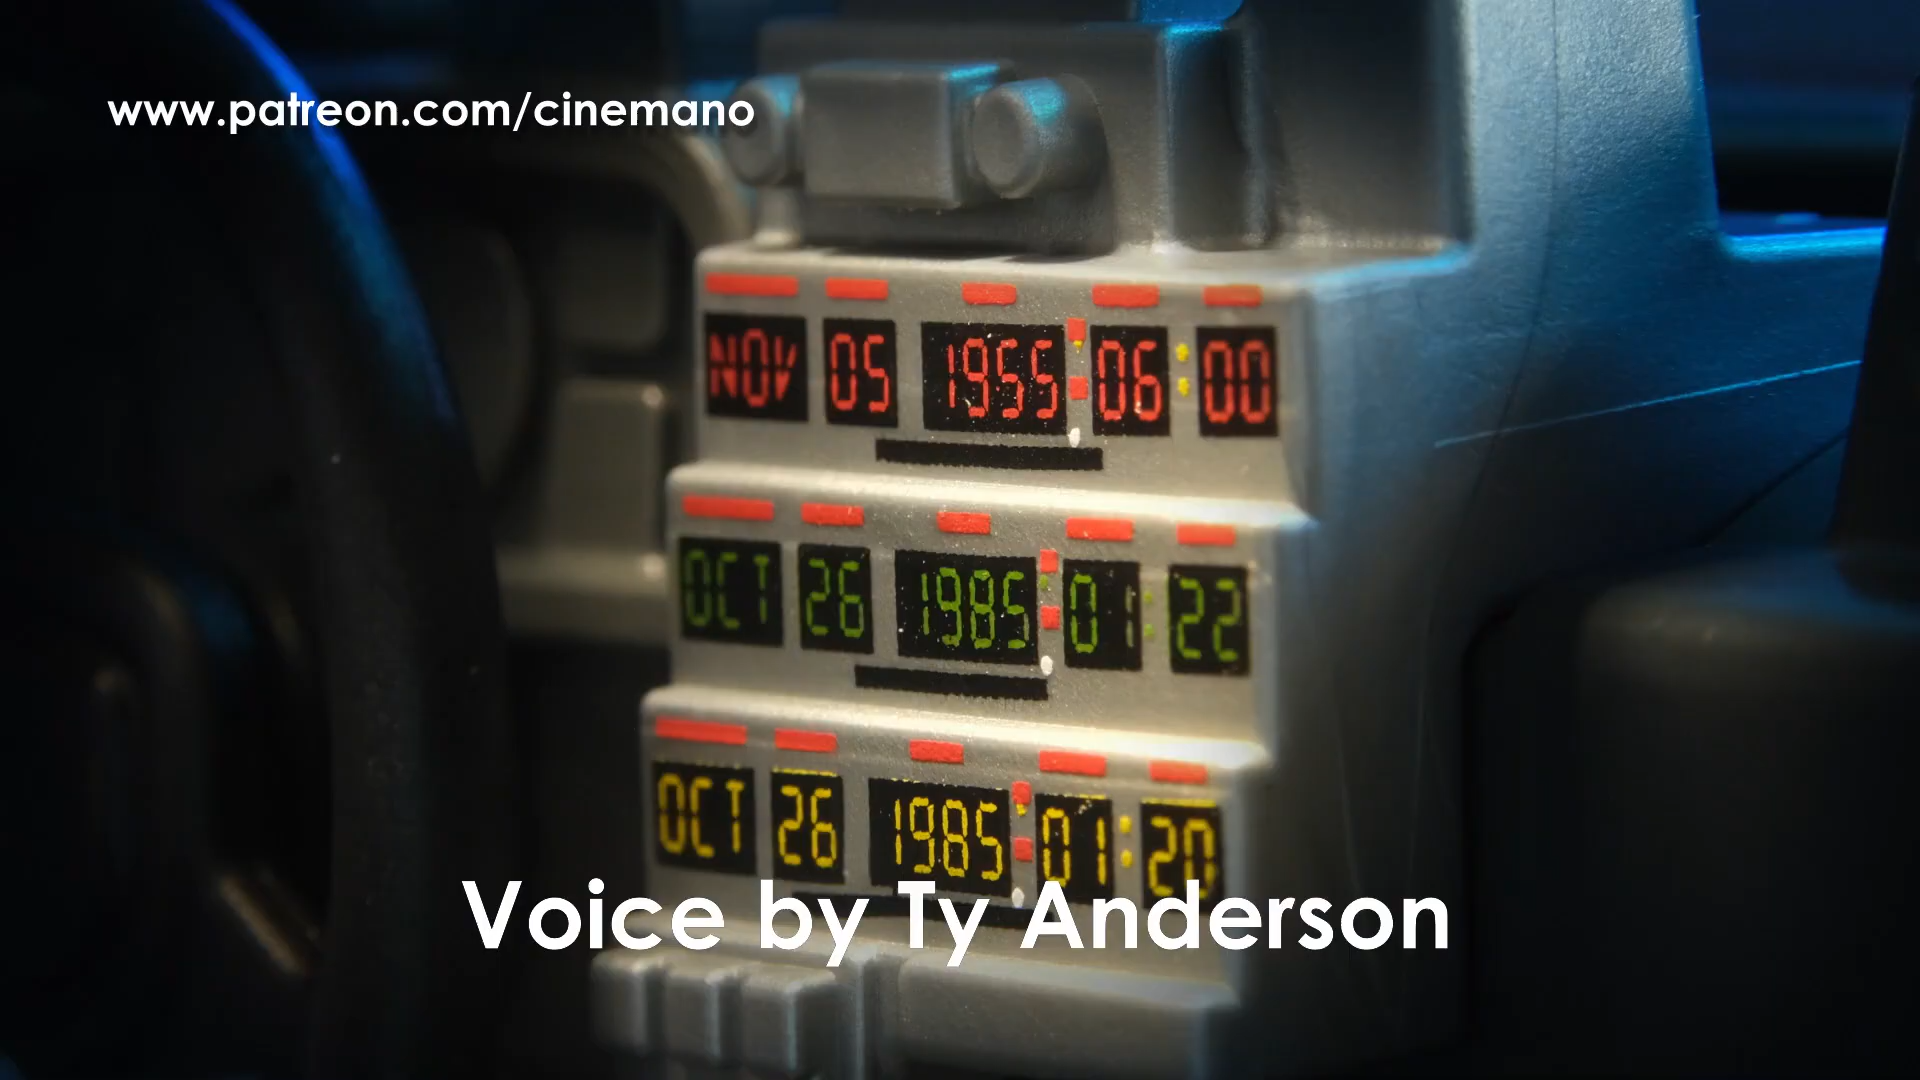 www.patreon.com/cinemano
NOV 05 1955 06:00
OCT 26 1985 01:22
OCT 26 1985 01:20
Voice by Ty Anderson